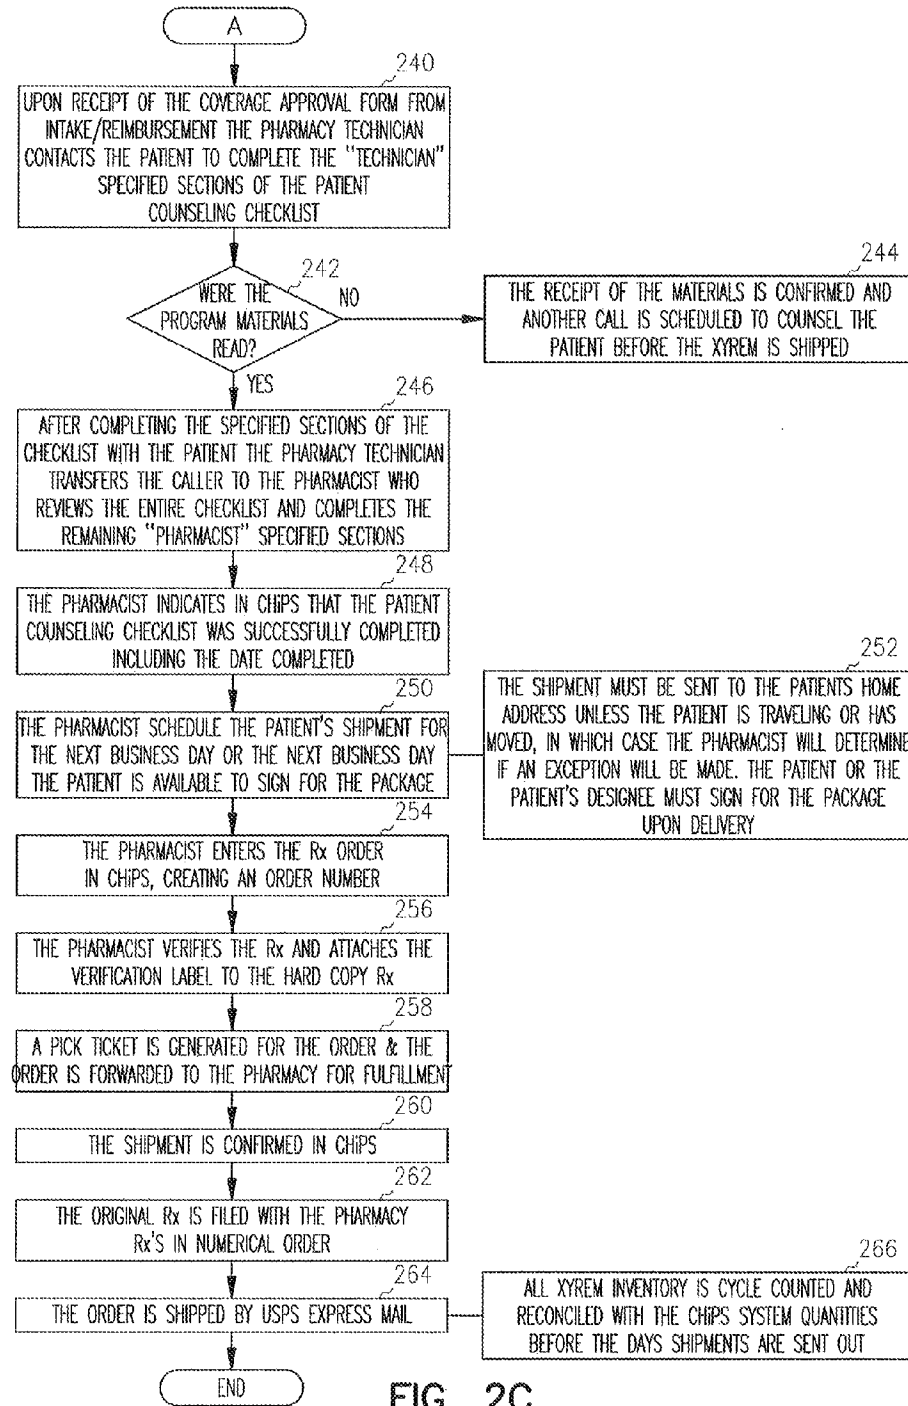 A
240
UPON RECEIPT OF THE COVERAGE APPROVAL FORM FROM
INTAKE/REIMBURSEMENT THE PHARMACY TECHNICIAN
CONTACTS THE PATIENT TO COMPLETE THE "TECHNICIAN"
SPECIFIED SECTIONS OF THE PATIENT
COUNSELING CHECKLIST
242
WERE THE
PROGRAM MATERIALS
READ?
NO
YES
244
THE RECEIPT OF THE MATERIALS IS CONFIRMED AND
ANOTHER CALL IS SCHEDULED TO COUNSEL THE
PATIENT BEFORE THE XYREM IS SHIPPED
246
AFTER COMPLETING THE SPECIFIED SECTIONS OF THE
CHECKLIST WITH THE PATIENT THE PHARMACY TECHNICIAN
TRANSFERS THE CALLER TO THE PHARMACIST WHO
REVIEWS THE ENTIRE CHECKLIST AND COMPLETES THE
REMAINING "PHARMACIST" SPECIFIED SECTIONS
248
THE PHARMACIST INDICATES IN CHiPS THAT THE PATIENT
COUNSELING CHECKLIST WAS SUCCESSFULLY COMPLETED
INCLUDING THE DATE COMPLETED
250
THE PHARMACIST SCHEDULE THE PATIENT'S SHIPMENT FOR
THE NEXT BUSINESS DAY OR THE NEXT BUSINESS DAY
THE PATIENT IS AVAILABLE TO SIGN FOR THE PACKAGE
252
THE SHIPMENT MUST BE SENT TO THE PATIENTS HOME
ADDRESS UNLESS THE PATIENT IS TRAVELING OR HAS
MOVED, IN WHICH CASE THE PHARMACIST WILL DETERMINE
IF AN EXCEPTION WILL BE MADE. THE PATIENT OR THE
PATIENT'S DESIGNEE MUST SIGN FOR THE PACKAGE
UPON DELIVERY
254
THE PHARMACIST ENTERS THE Rx ORDER
IN CHiPS, CREATING AN ORDER NUMBER
256
THE PHARMACIST VERIFIES THE Rx AND ATTACHES THE
VERIFICATION LABEL TO THE HARD COPY Rx
258
A PICK TICKET IS GENERATED FOR THE ORDER & THE
ORDER IS FORWARDED TO THE PHARMACY FOR FULFILLMENT
260
THE SHIPMENT IS CONFIRMED IN CHiPS
262
THE ORIGINAL Rx IS FILED WITH THE PHARMACY
Rx'S IN NUMERICAL ORDER
264
THE ORDER IS SHIPPED BY USPS EXPRESS MAIL
266
ALL XYREM INVENTORY IS CYCLE COUNTED AND
RECONCILED WITH THE CHiPS SYSTEM QUANTITIES
BEFORE THE DAYS SHIPMENTS ARE SENT OUT
END
FIG. 2C